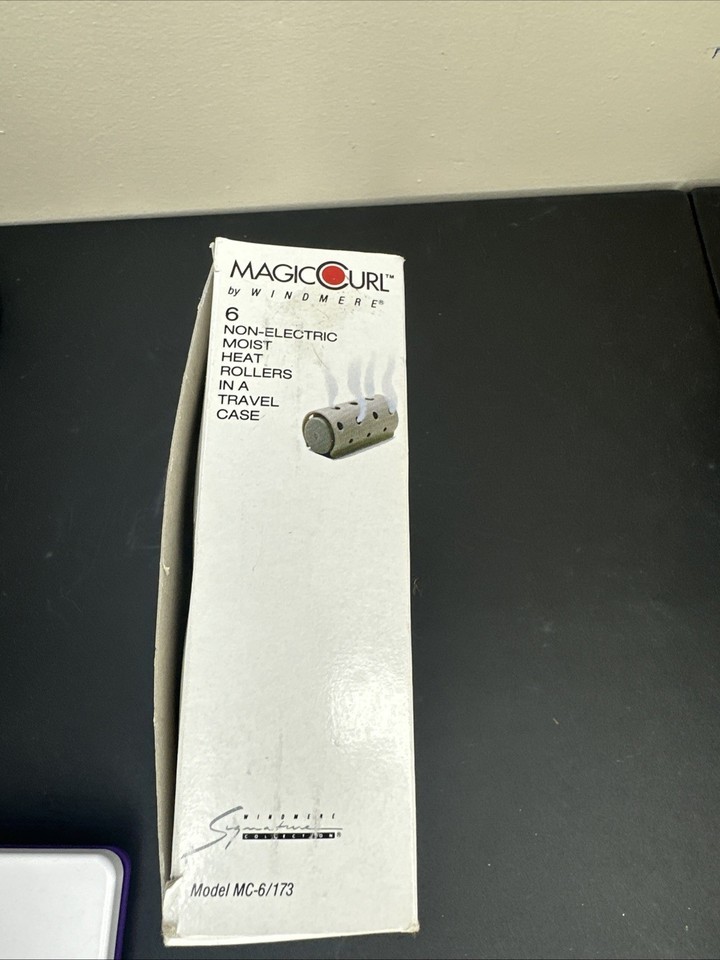 MAGICCURL™
by WINDMERE®
6
NON-ELECTRIC
MOIST
HEAT
ROLLERS
IN A
TRAVEL
CASE
WINDMERE
Signature
COLLECTION®
Model MC-6/173